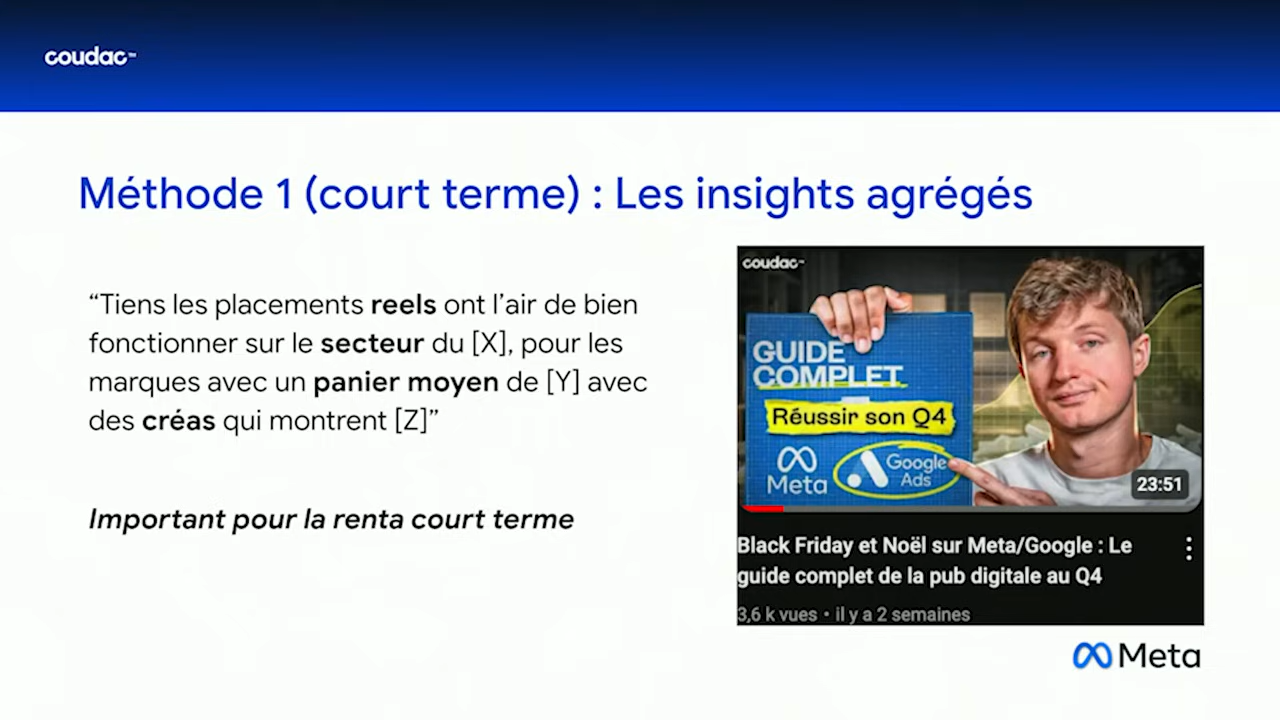 coudac™
Méthode 1 (court terme) : Les insights agrégés
“Tiens les placements reels ont l’air de bien
fonctionner sur le secteur du [X], pour les
marques avec un panier moyen de [Y] avec
des créas qui montrent [Z]”
Important pour la renta court terme
coudac™
GUIDE
COMPLET
Réussir son Q4
Meta
Google
Ads
23:51
Black Friday et Noël sur Meta/Google : Le
guide complet de la pub digitale au Q4
3,6 k vues • il y a 2 semaines
Meta